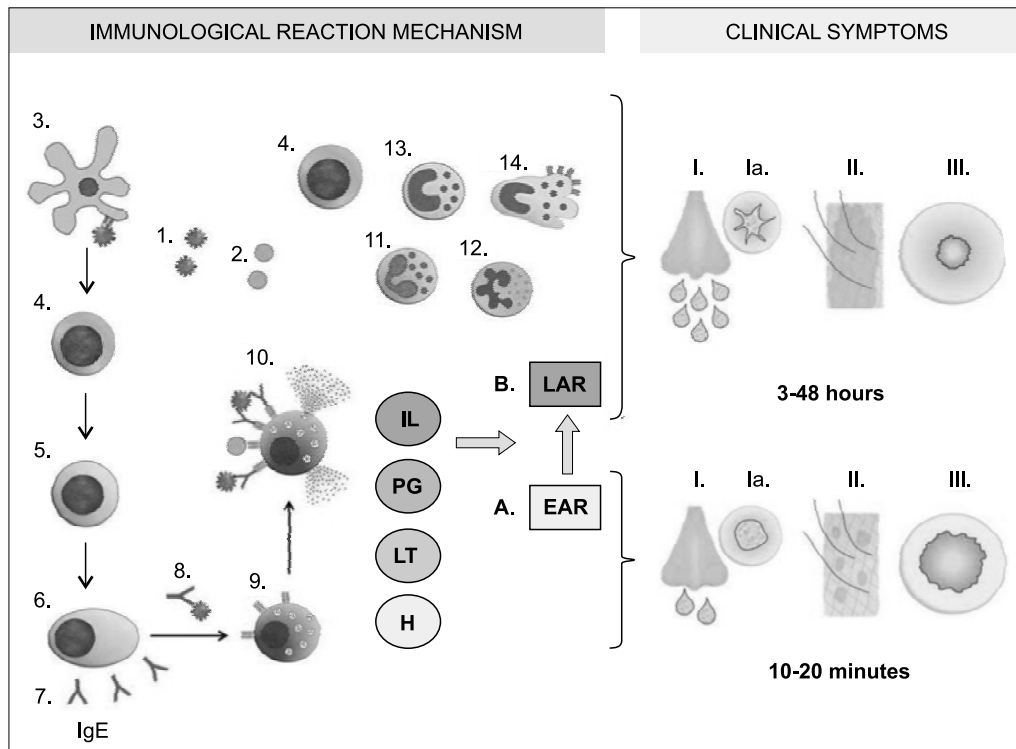 IMMUNOLOGICAL REACTION MECHANISM
CLINICAL SYMPTOMS
3.
4.
13.
14.
1.
2.
11.
12.
4.
10.
5.
IL
PG
LT
H
B.
LAR
A.
EAR
8.
9.
6.
7.
IgE
I.
Ia.
II.
III.
3-48 hours
I.
Ia.
II.
III.
10-20 minutes